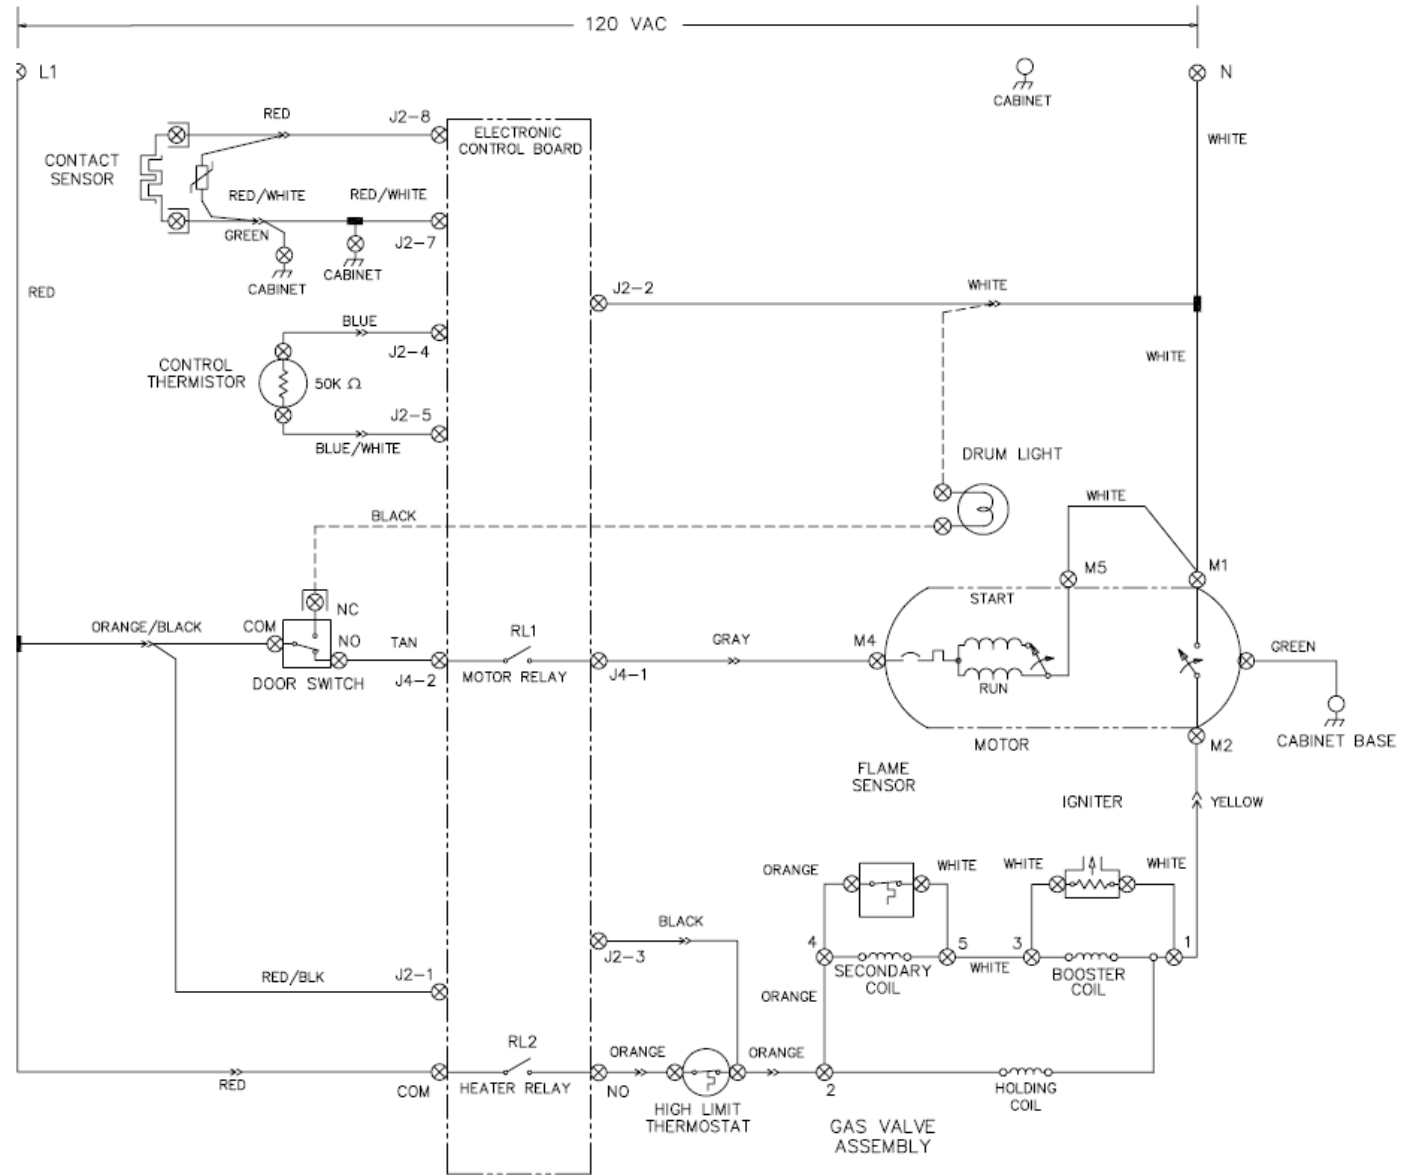 120 VAC
L1
N
CABINET
WHITE
RED
J2-8
ELECTRONIC
CONTROL BOARD
CONTACT
SENSOR
RED/WHITE
RED/WHITE
GREEN
J2-7
CABINET
CABINET
RED
J2-2
WHITE
BLUE
J2-4
WHITE
CONTROL
THERMISTOR
50K Ω
J2-5
BLUE/WHITE
DRUM LIGHT
WHITE
BLACK
M5
M1
START
NC
ORANGE/BLACK
COM
NO
TAN
RL1
GRAY
M4
GREEN
DOOR SWITCH
J4-2
MOTOR RELAY
J4-1
RUN
MOTOR
M2
CABINET BASE
FLAME
SENSOR
IGNITER
YELLOW
ORANGE
WHITE
WHITE
WHITE
BLACK
J2-3
4
5
3
1
SECONDARY
COIL
WHITE
BOOSTER
COIL
RED/BLK
J2-1
ORANGE
RL2
ORANGE
ORANGE
RED
COM
HEATER RELAY
NO
2
HOLDING
COIL
HIGH LIMIT
THERMOSTAT
GAS VALVE
ASSEMBLY